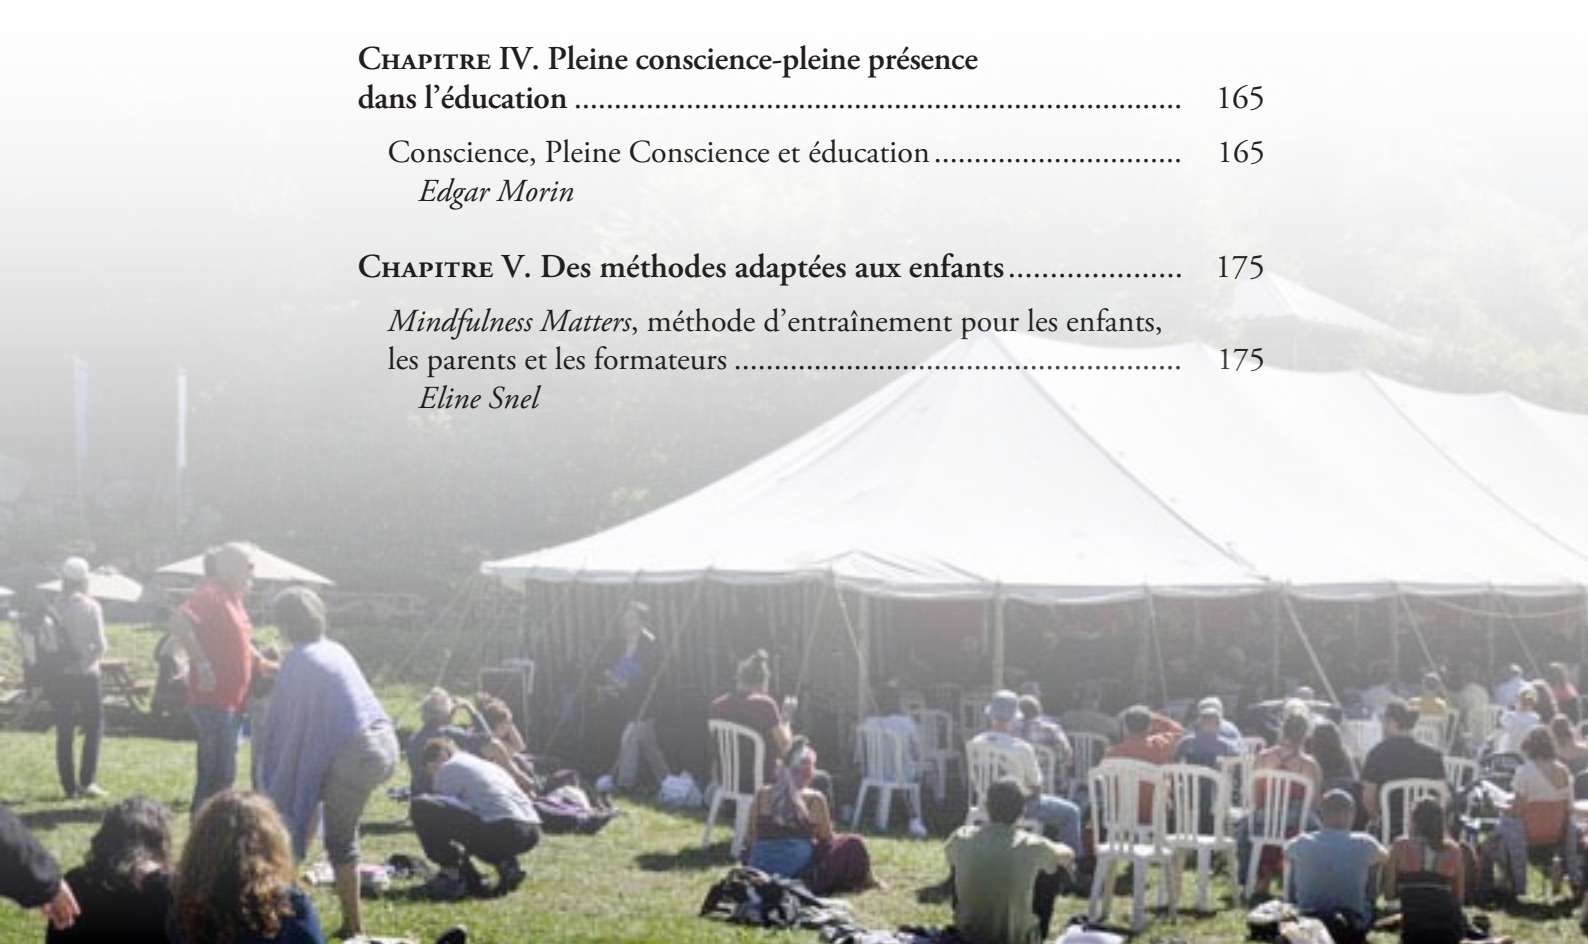 CHAPITRE IV. Pleine conscience-pleine présence
dans l’éducation ................................................................................ 165
Conscience, Pleine Conscience et éducation ............................... 165
Edgar Morin
CHAPITRE V. Des méthodes adaptées aux enfants ...................... 175
Mindfulness Matters, méthode d’entraînement pour les enfants,
les parents et les formateurs ......................................................... 175
Eline Snel